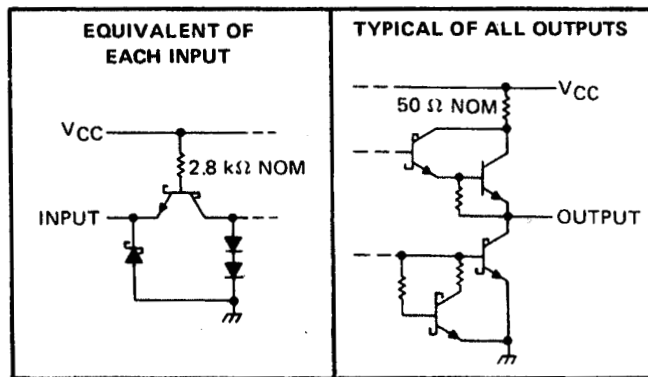 EQUIVALENT OF
EACH INPUT
VCC
2.8 kΩ NOM
INPUT
TYPICAL OF ALL OUTPUTS
VCC
50 Ω NOM
OUTPUT